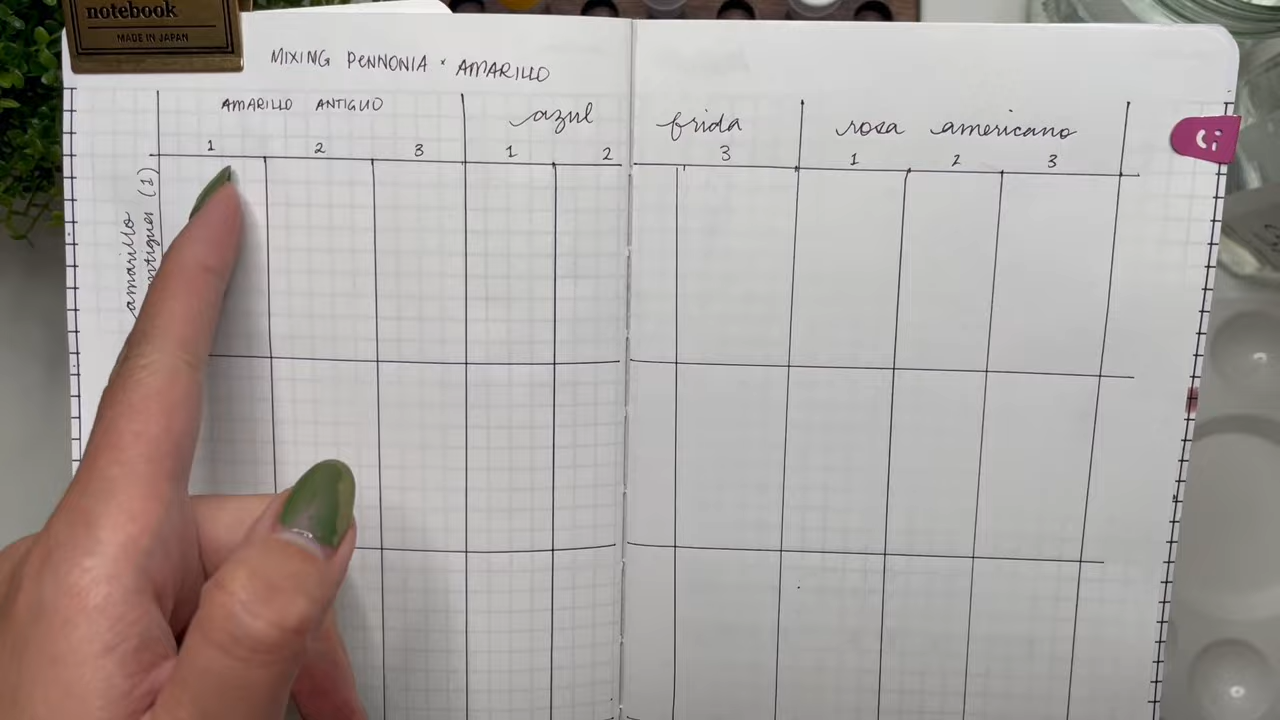 notebook
MADE IN JAPAN
MIXING PENNONIA × AMARILLO
AMARILLO ANTIGUO
azul
frida
rosa americano
1 2 3 1 2 3 1 2 3
amarillo
(1)